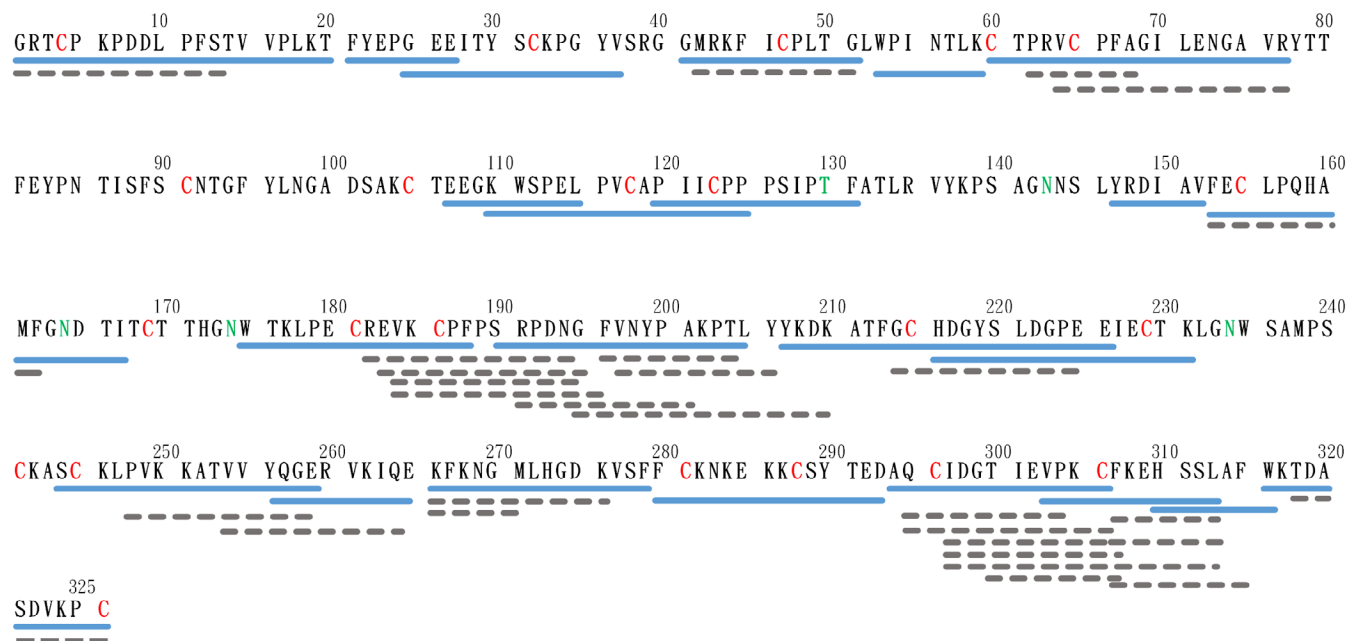 10 20 30 40 50 60 70 80
GRTCP KPDDL PFSTV VPLKT FYEPG EEITY SCKPG YVSRG GMRKF ICPLT GLWPI NTLKC TPRVC PFAGI LENGA VRYTT
90 100 110 120 130 140 150 160
FEYPN TISFS CNTGF YLNGA DSAKC TEEGK WSPEL PVCAP IICPP PSIPT FATLR VYKPS AGNNS LYRDI AVFEC LPQHA
170 180 190 200 210 220 230 240
MFGND TITCT THGNW TKLPE CREVK CPFPS RPDNG FVNYP AKPTL YYKDK ATFGC HDGYS LDGPE EIECT KLGNW SAMPS
250 260 270 280 290 300 310 320
CKASC KLPVK KATVV YQGER VKIQE KFKNG MLHGD KVSFF CKNKE KKCSY TEDAQ CIDGT IEVPK CFKEH SSLAF WKTDA
325
SDVKP C